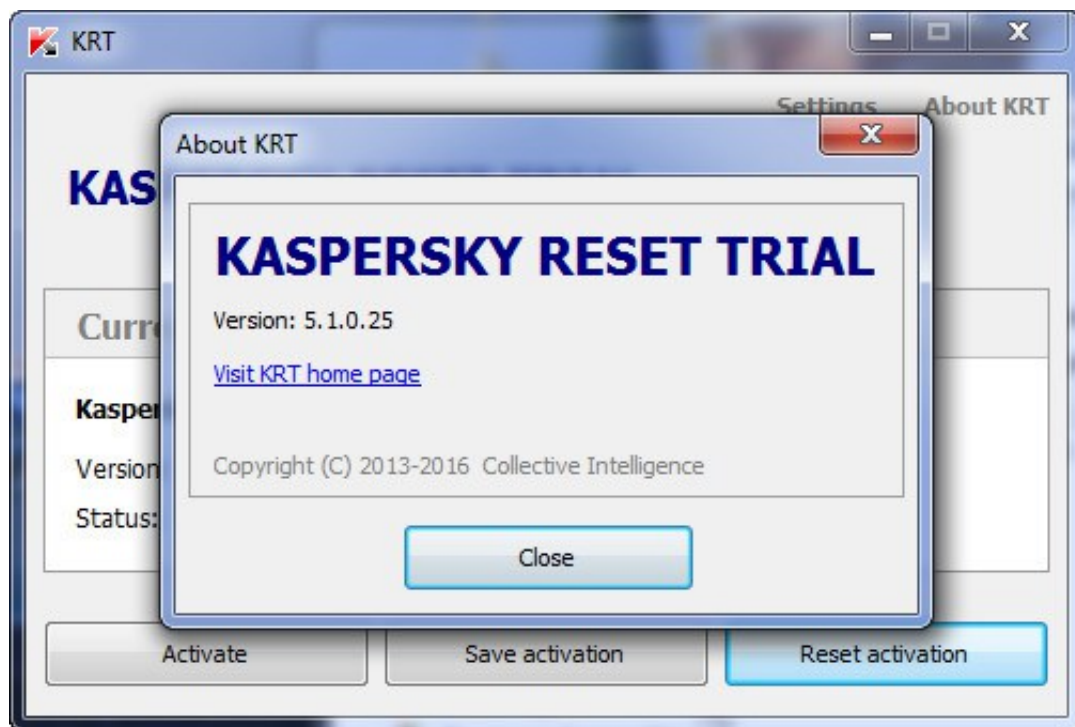 KRT
Settings About KRT
About KRT
KAS
KASPERSKY RESET TRIAL
Version: 5.1.0.25
Visit KRT home page
Copyright (C) 2013-2016 Collective Intelligence
Close
Curre
Kasper
Version
Status:
Activate Save activation Reset activation